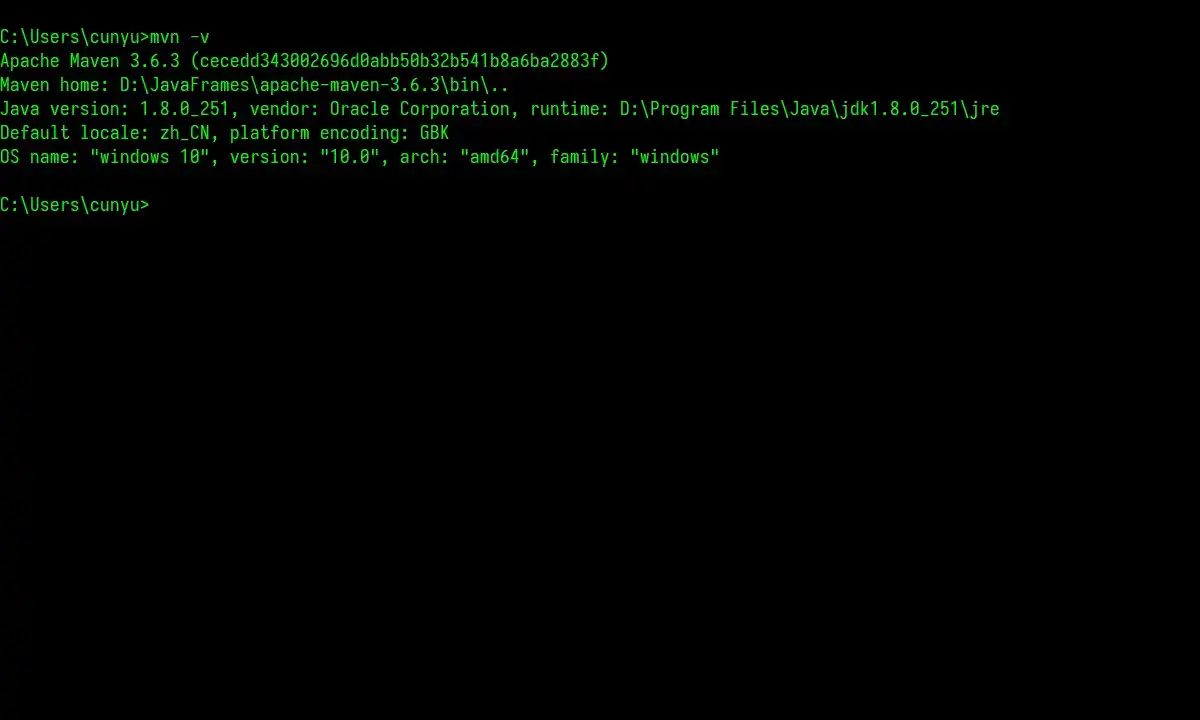 C:\Users\cunyu>mvn -v
Apache Maven 3.6.3 (cecedd343002696d0abb50b32b541b8a6ba2883f)
Maven home: D:\JavaFrames\apache-maven-3.6.3\bin\..
Java version: 1.8.0_251, vendor: Oracle Corporation, runtime: D:\Program Files\Java\jdk1.8.0_251\jre
Default locale: zh_CN, platform encoding: GBK
OS name: "windows 10", version: "10.0", arch: "amd64", family: "windows"
C:\Users\cunyu>